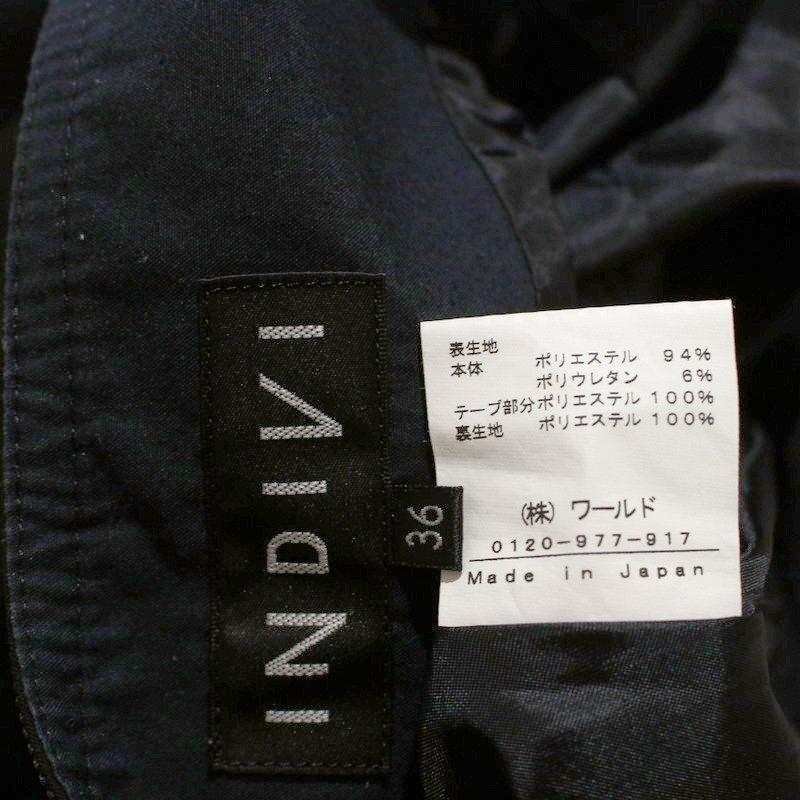 INDIVI
36
表生地
本体 ポリエステル 94%
ポリウレタン 6%
テープ部分 ポリエステル 100%
裏生地 ポリエステル 100%
(株) ワールド
0120-977-917
Made in Japan